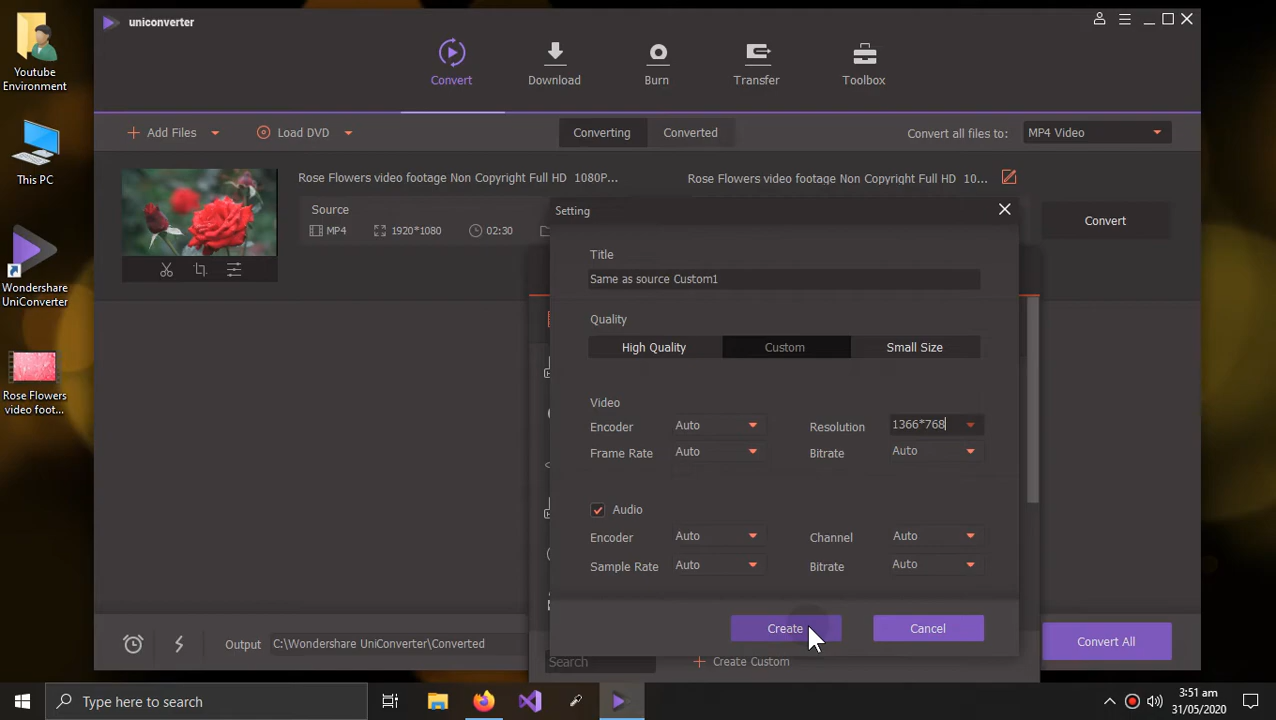 Youtube
Environment
This PC
Wondershare
UniConverter
Rose Flowers
video foot...
uniconverter
Convert
Download
Burn
Transfer
Toolbox
Add Files
Load DVD
Converting
Converted
Convert all files to:
MP4 Video
Rose Flowers video footage Non Copyright Full HD 1080P...
Rose Flowers video footage Non Copyright Full HD 10...
Source
MP4
1920*1080
02:30
Convert
Setting
Title
Same as source Custom1
Quality
High Quality
Custom
Small Size
Video
Encoder
Auto
Resolution
1366*768
Frame Rate
Auto
Bitrate
Auto
Audio
Encoder
Auto
Channel
Auto
Sample Rate
Auto
Bitrate
Auto
Create
Cancel
Search
Create Custom
Output
C:\Wondershare UniConverter\Converted
Convert All
Type here to search
3:51 am
31/05/2020